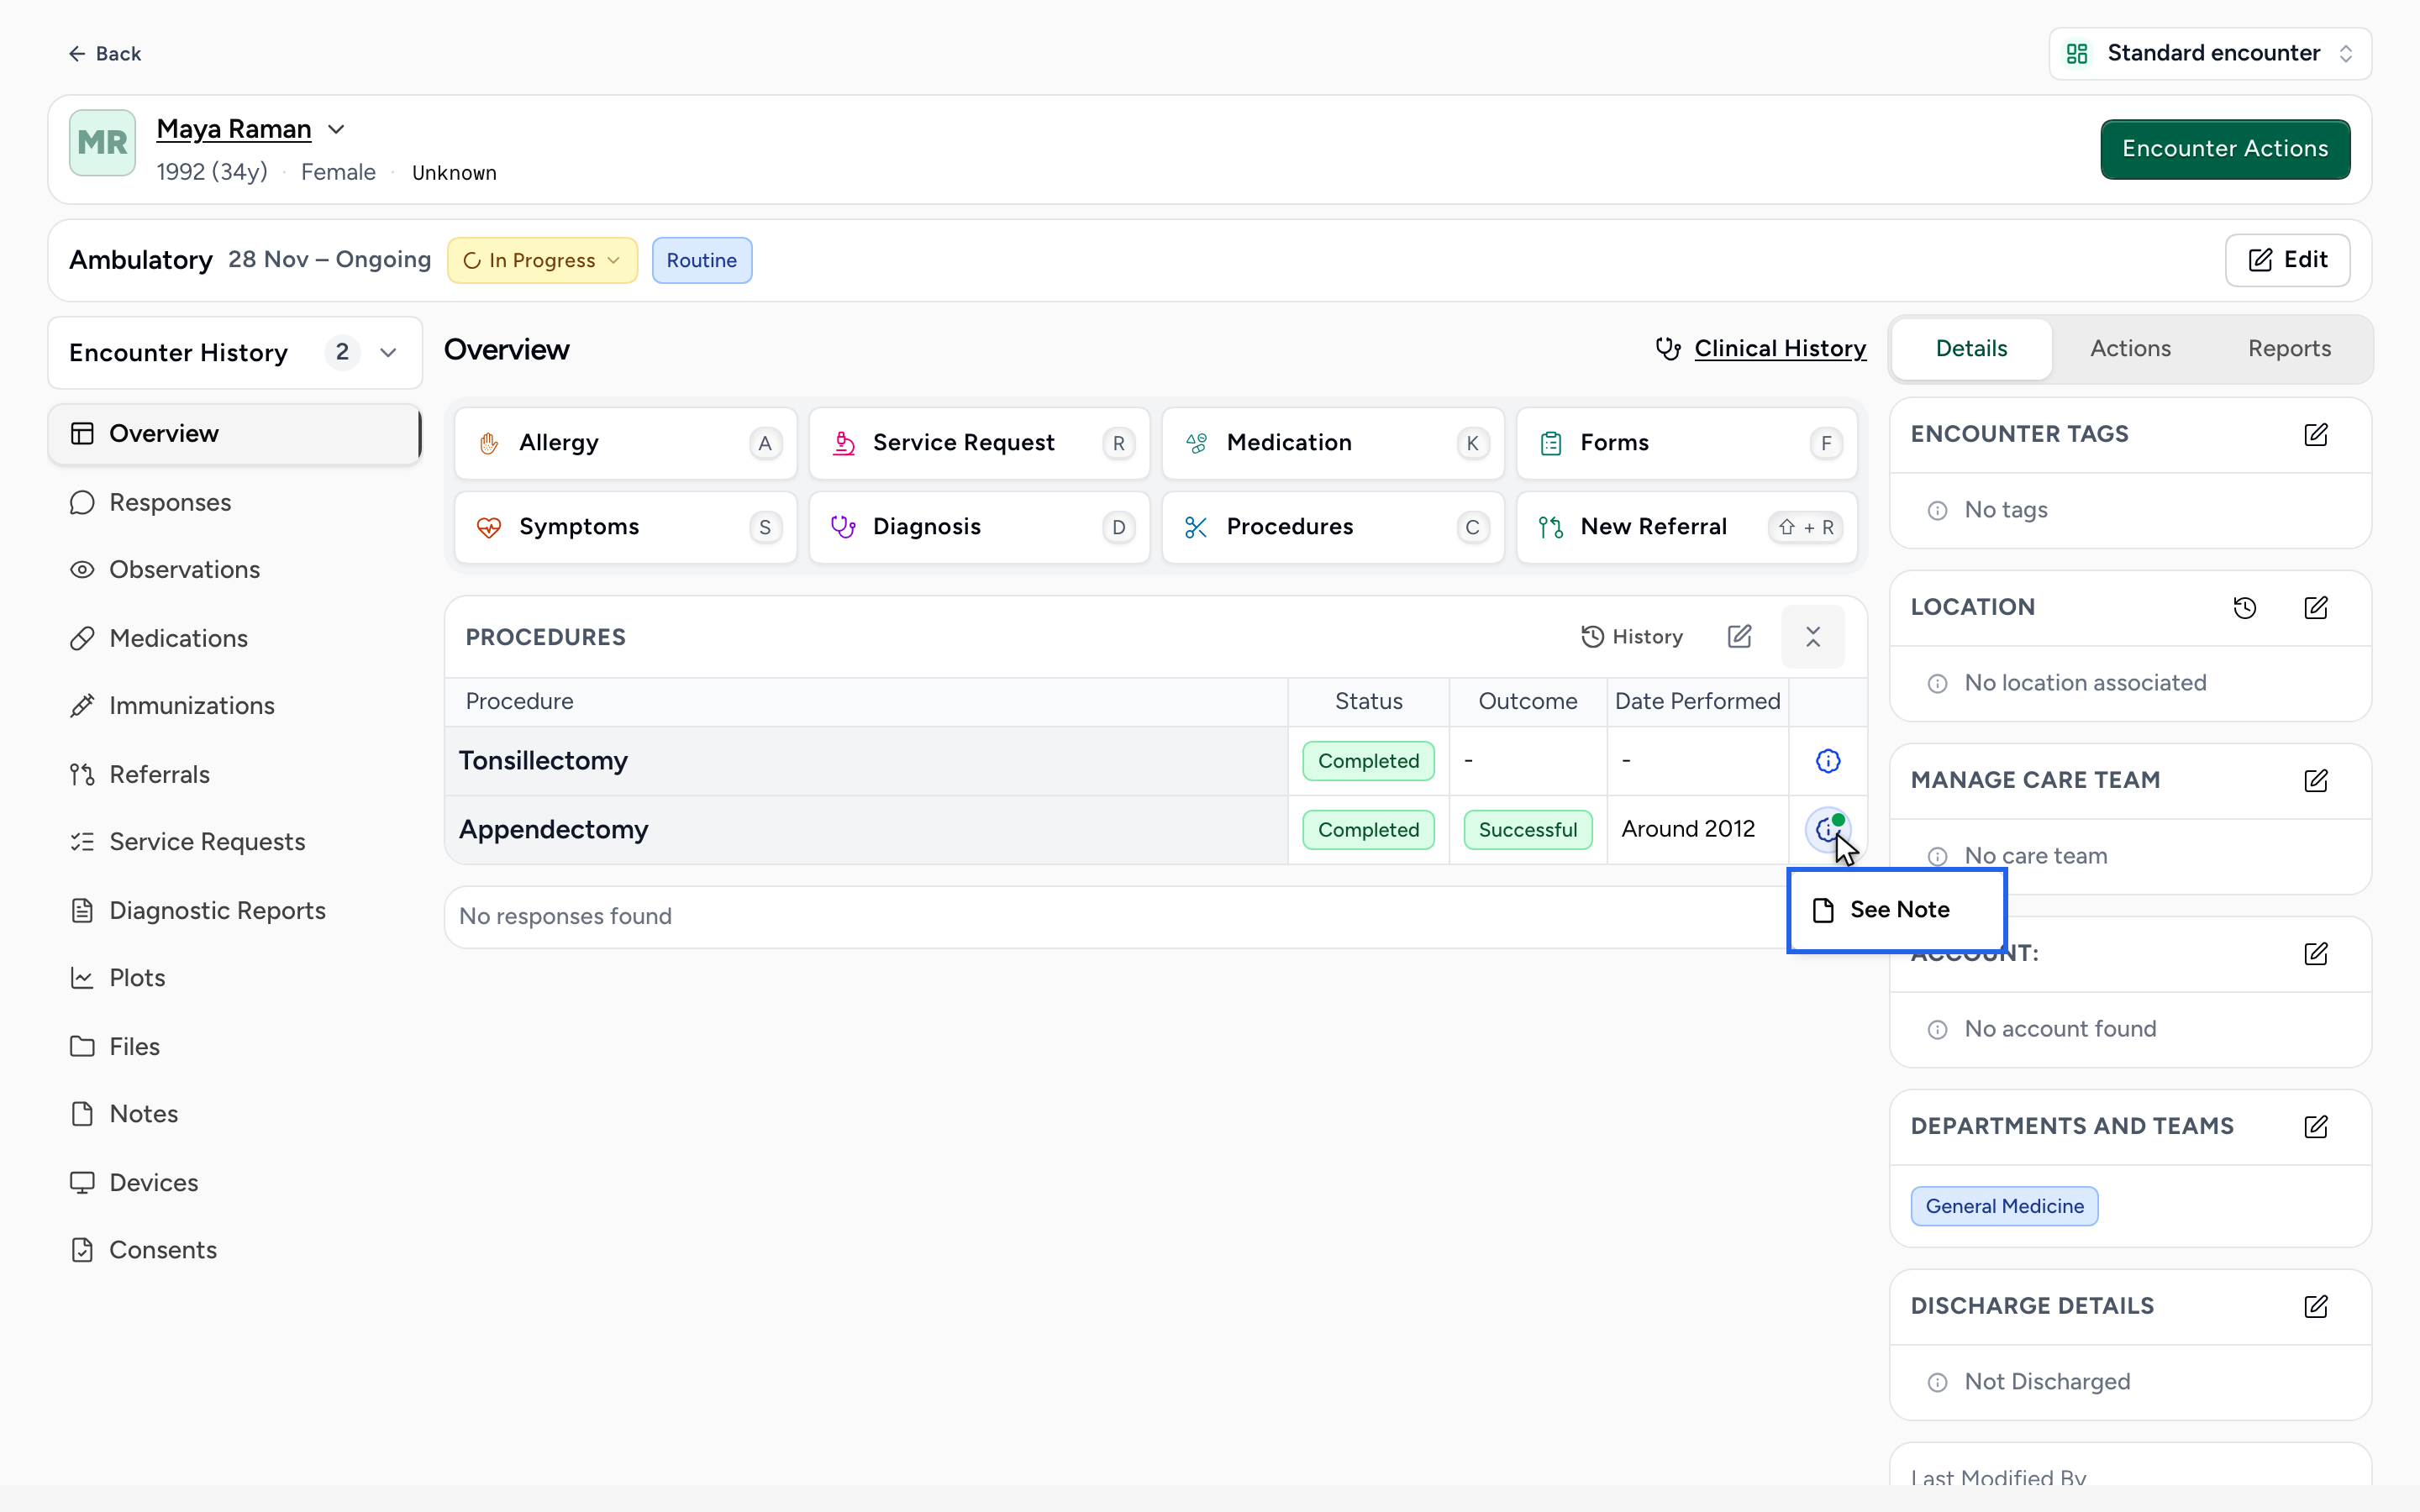 Back
Standard encounter
MR
Maya Raman
1992 (34y) · Female · Unknown
Encounter Actions
Ambulatory 28 Nov – Ongoing In Progress Routine
Edit
Encounter History 2
Overview
Responses
Observations
Medications
Immunizations
Referrals
Service Requests
Diagnostic Reports
Plots
Files
Notes
Devices
Consents
Overview
Clinical History
Allergy A
Service Request R
Medication K
Forms F
Symptoms S
Diagnosis D
Procedures C
New Referral ⇧ + R
PROCEDURES
History
Procedure Status Outcome Date Performed
Tonsillectomy Completed - -
Appendectomy Completed Successful Around 2012
See Note
No responses found
Details Actions Reports
ENCOUNTER TAGS
No tags
LOCATION
No location associated
MANAGE CARE TEAM
No care team
ACCOUNT:
No account found
DEPARTMENTS AND TEAMS
General Medicine
DISCHARGE DETAILS
Not Discharged
Last Modified By